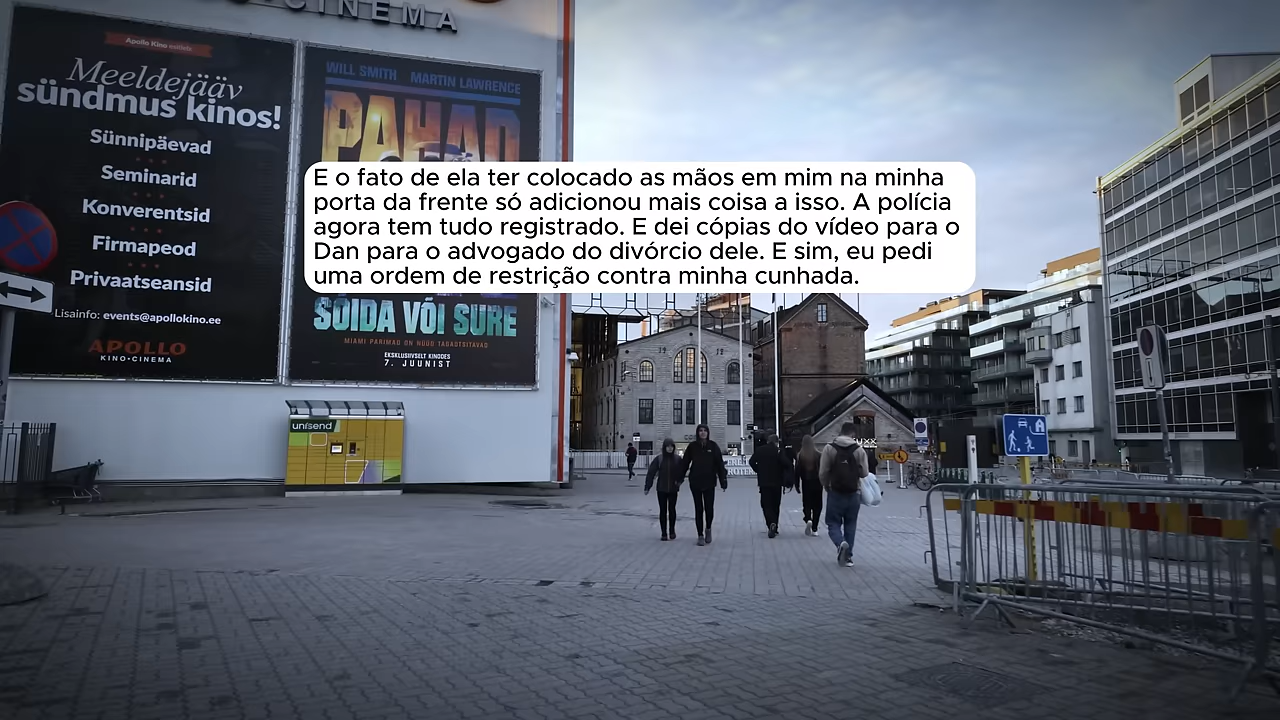 CINEMA
Apollo Kino esitleb
Meeldejääv
sündmus kinos!
Sünnipäevad
Seminarid
Konverentsid
Firmapeod
Privaatseansid
Lisainfo: events@apollokino.ee
APOLLO
KINO•CINEMA
WILL SMITH MARTIN LAWRENCE
PAHAD
E o fato de ela ter colocado as mãos em mim na minha
porta da frente só adicionou mais coisa a isso. A polícia
agora tem tudo registrado. E dei cópias do vídeo para o
Dan para o advogado do divórcio dele. E sim, eu pedi
uma ordem de restrição contra minha cunhada.
SÕIDA VÕI SURE
MIAMI PARIMAD ON NÜÜD TAGAOTSITAVAD
EKSKLUSIIVSELT KINODES
7. JUUNIST
unisend